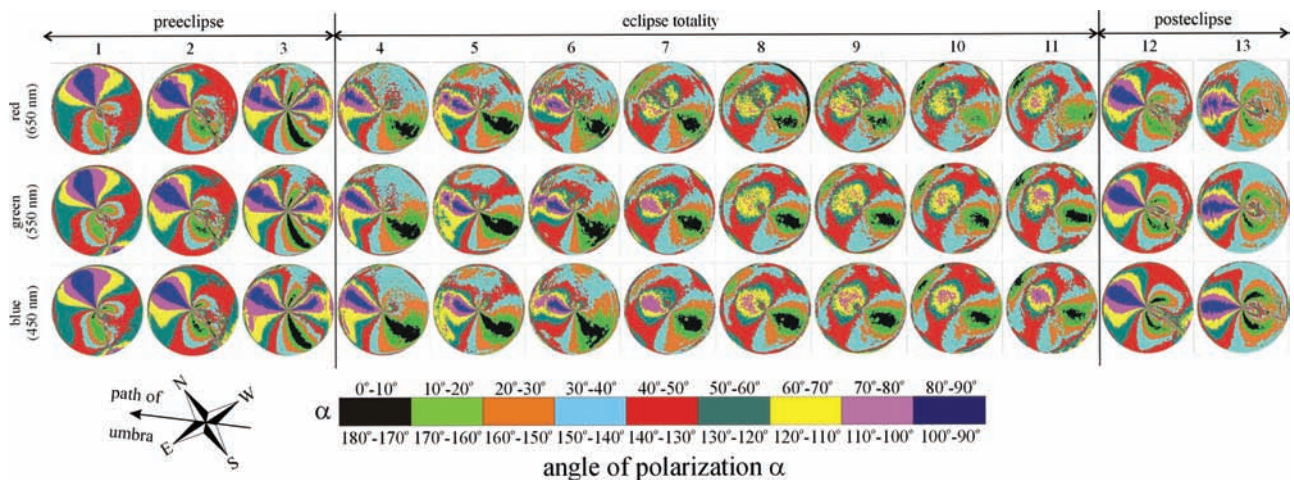 preeclipse eclipse totality posteclipse
1 2 3 4 5 6 7 8 9 10 11 12 13
red
(650 nm)
green
(550 nm)
blue
(450 nm)
path of
umbra
N
W
E
S
0°-10° 10°-20° 20°-30° 30°-40° 40°-50° 50°-60° 60°-70° 70°-80° 80°-90°
α
180°-170° 170°-160° 160°-150° 150°-140° 140°-130° 130°-120° 120°-110° 110°-100° 100°-90°
angle of polarization α